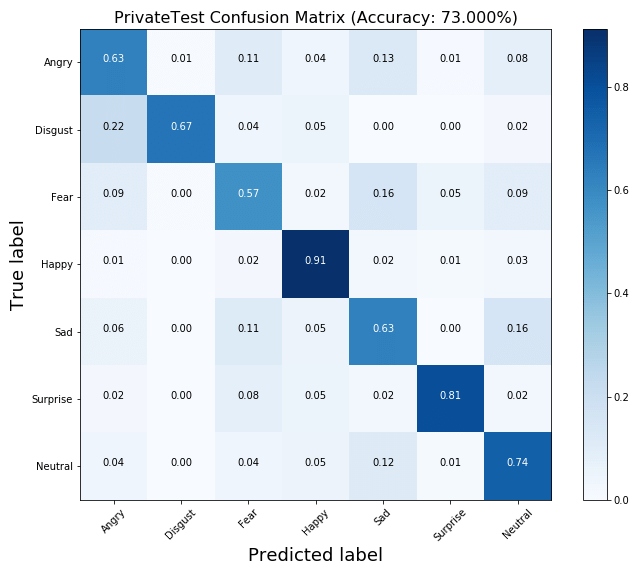 PrivateTest Confusion Matrix (Accuracy: 73.000%)
True label
Angry 0.63 0.01 0.11 0.04 0.13 0.01 0.08
Disgust 0.22 0.67 0.04 0.05 0.00 0.00 0.02
Fear 0.09 0.00 0.57 0.02 0.16 0.05 0.09
Happy 0.01 0.00 0.02 0.91 0.02 0.01 0.03
Sad 0.06 0.00 0.11 0.05 0.63 0.00 0.16
Surprise 0.02 0.00 0.08 0.05 0.02 0.81 0.02
Neutral 0.04 0.00 0.04 0.05 0.12 0.01 0.74
Angry Disgust Fear Happy Sad Surprise Neutral
Predicted label
0.8
0.6
0.4
0.2
0.0